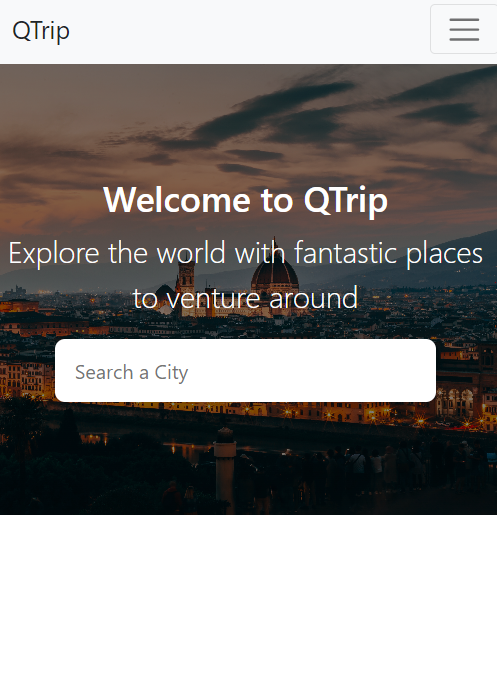 QTrip
Welcome to QTrip
Explore the world with fantastic places
to venture around
Search a City